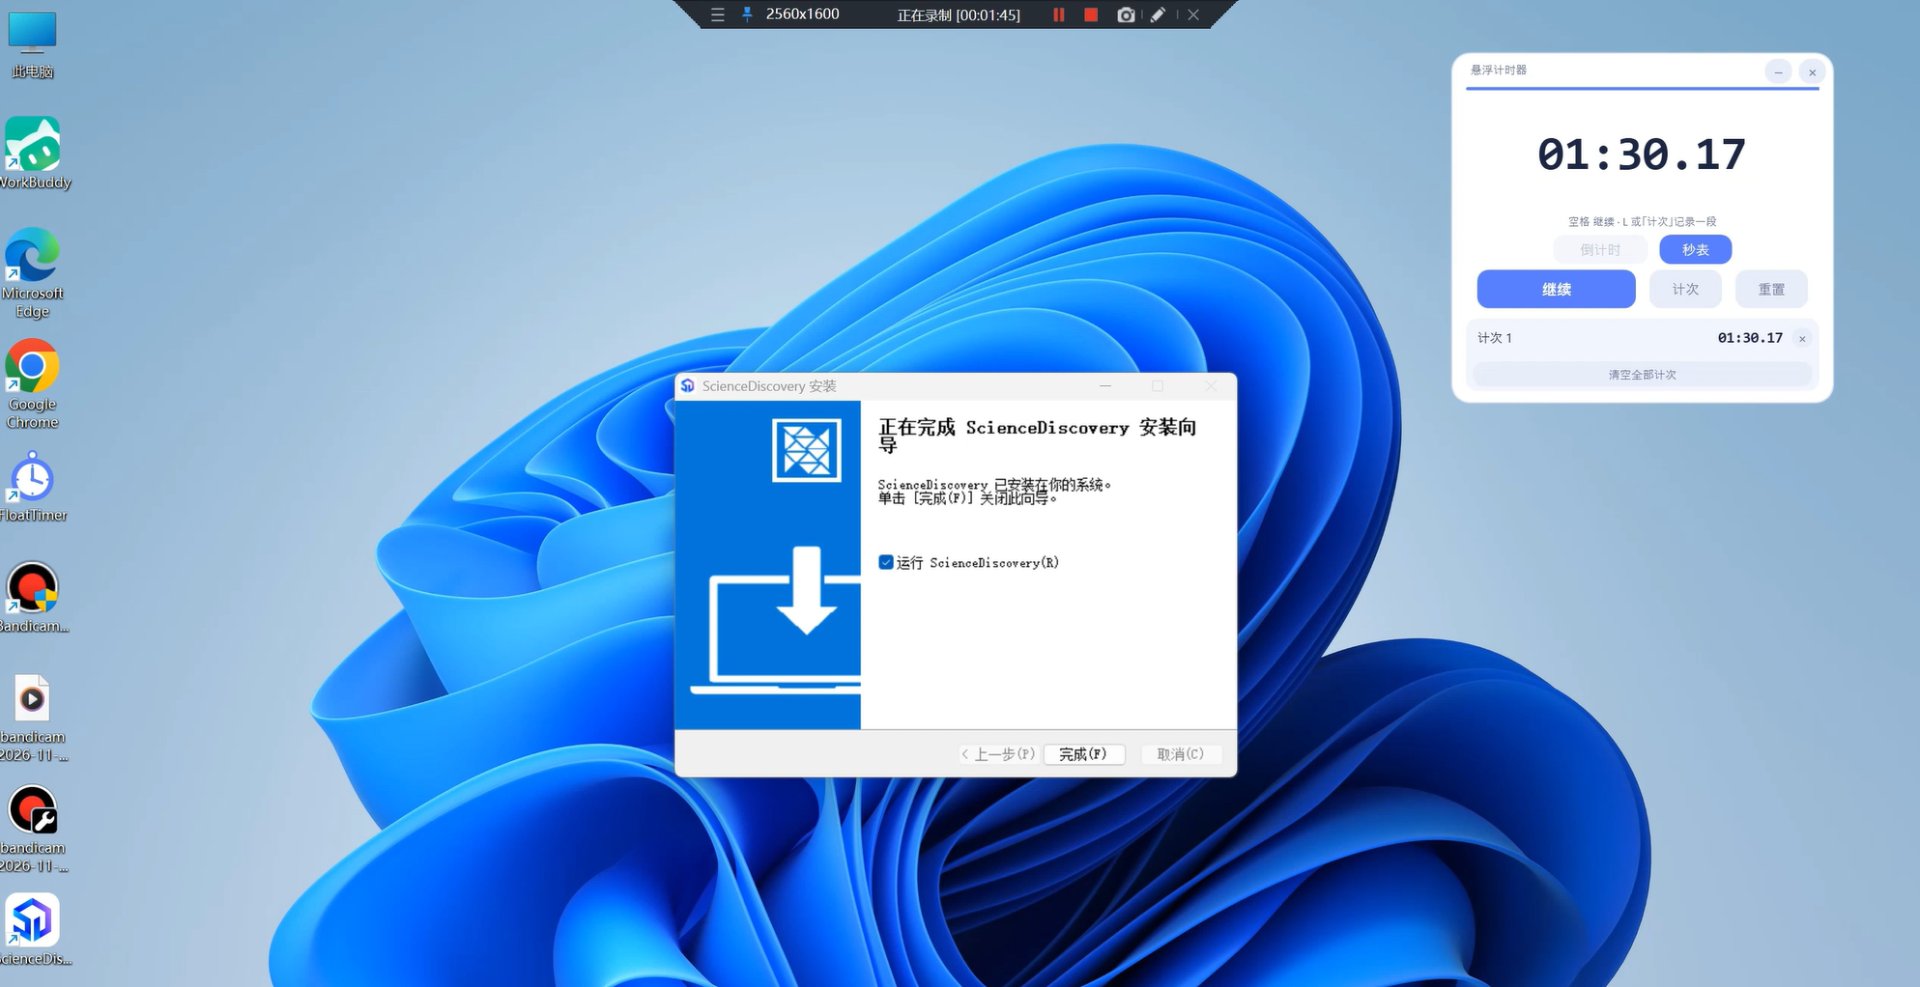 2560x1600
正在录制 [00:01:45]
此电脑
WorkBuddy
Microsoft
Edge
Google
Chrome
FloatTimer
Bandicam...
bandicam
2026-11-...
bandicam
2026-11-...
ScienceDis...
悬浮计时器
01:30.17
空格 继续 · L 或「计次」记录一段
倒计时
秒表
继续
计次
重置
计次 1
01:30.17
清空全部计次
ScienceDiscovery 安装
正在完成 ScienceDiscovery 安装向
导
ScienceDiscovery 已安装在你的系统。
单击 [完成(F)] 关闭此向导。
运行 ScienceDiscovery(R)
< 上一步(P)
完成(F)
取消(C)